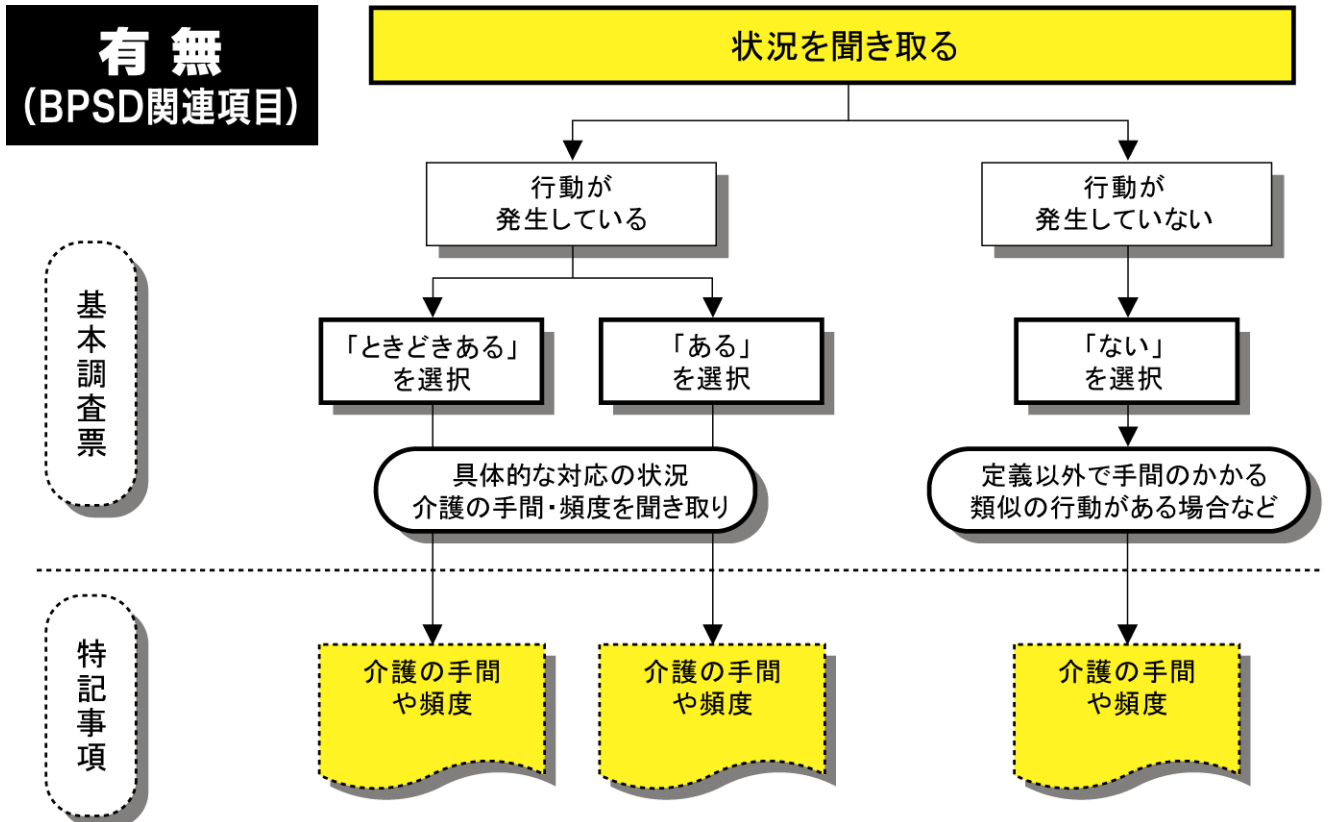 有無
(BPSD関連項目)
状況を聞き取る
行動が
発生している
行動が
発生していない
基本調査票
「ときどきある」
を選択
「ある」
を選択
「ない」
を選択
具体的な対応の状況
介護の手間・頻度を聞き取り
定義以外で手間のかかる
類似の行動がある場合など
特記事項
介護の手間
や頻度
介護の手間
や頻度
介護の手間
や頻度